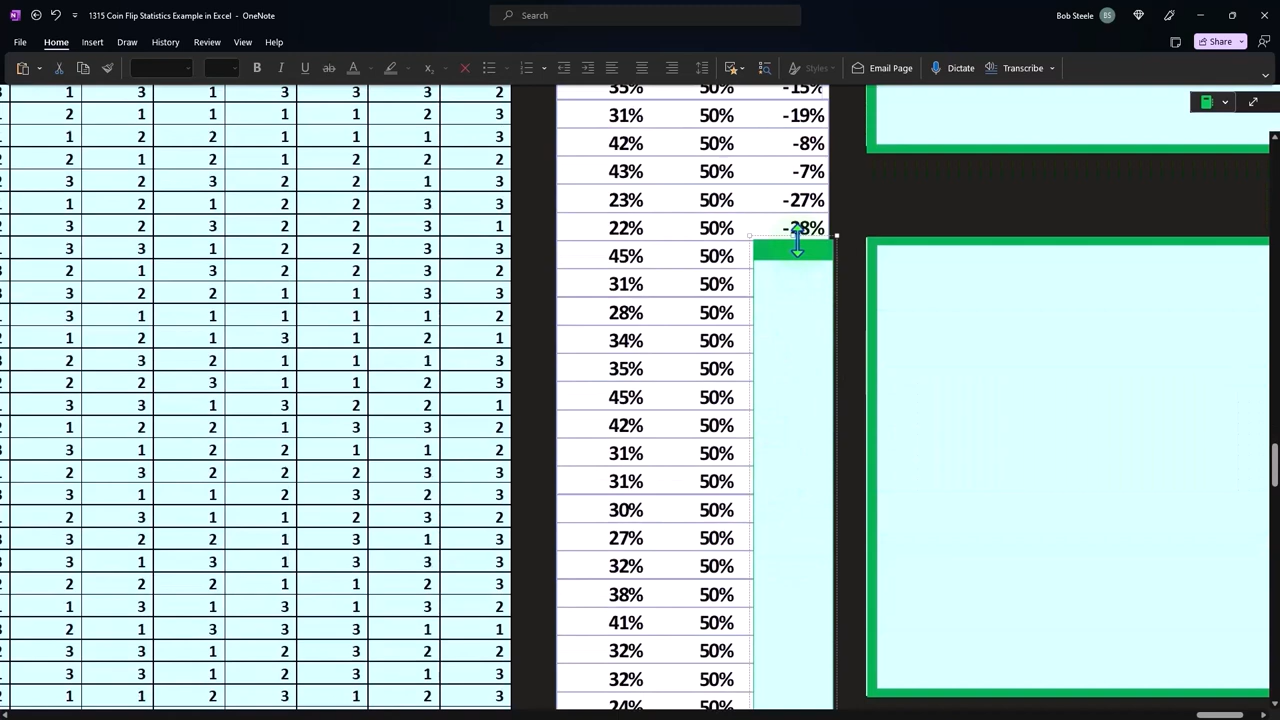 1315 Coin Flip Statistics Example in Excel - OneNote
Search
Bob Steele BS
File Home Insert Draw History Review View Help
Share
B I U ab A x Styles Email Page Dictate Transcribe
1 3 1 3 3 3 2
2 1 1 1 1 2 3
1 2 2 1 1 1 3
2 1 2 1 2 2 2
3 2 3 2 2 1 3
1 2 1 2 2 3 3
3 2 3 2 3 3 1
3 3 1 2 2 3 3
2 1 3 2 2 3 3
3 2 2 1 1 3 3
3 1 1 1 1 1 2
1 2 1 3 1 2 1
2 3 2 1 1 1 3
2 2 3 1 1 2 3
3 3 1 3 2 2 1
1 2 2 1 3 3 2
3 1 2 2 1 1 2
2 3 2 2 2 3 3
3 1 1 2 3 2 3
2 3 1 1 2 3 2
3 2 2 1 3 1 3
3 1 3 1 3 3 3
2 2 2 1 1 2 3
1 3 1 3 1 3 2
2 1 3 3 3 1 1
3 3 1 2 3 2 2
3 3 1 2 3 1 3
1 1 2 3 1 2 3
35% 50% -15%
31% 50% -19%
42% 50% -8%
43% 50% -7%
23% 50% -27%
22% 50% -28%
45% 50%
31% 50%
28% 50%
34% 50%
35% 50%
45% 50%
42% 50%
31% 50%
31% 50%
30% 50%
27% 50%
32% 50%
38% 50%
41% 50%
32% 50%
32% 50%
24% 50%